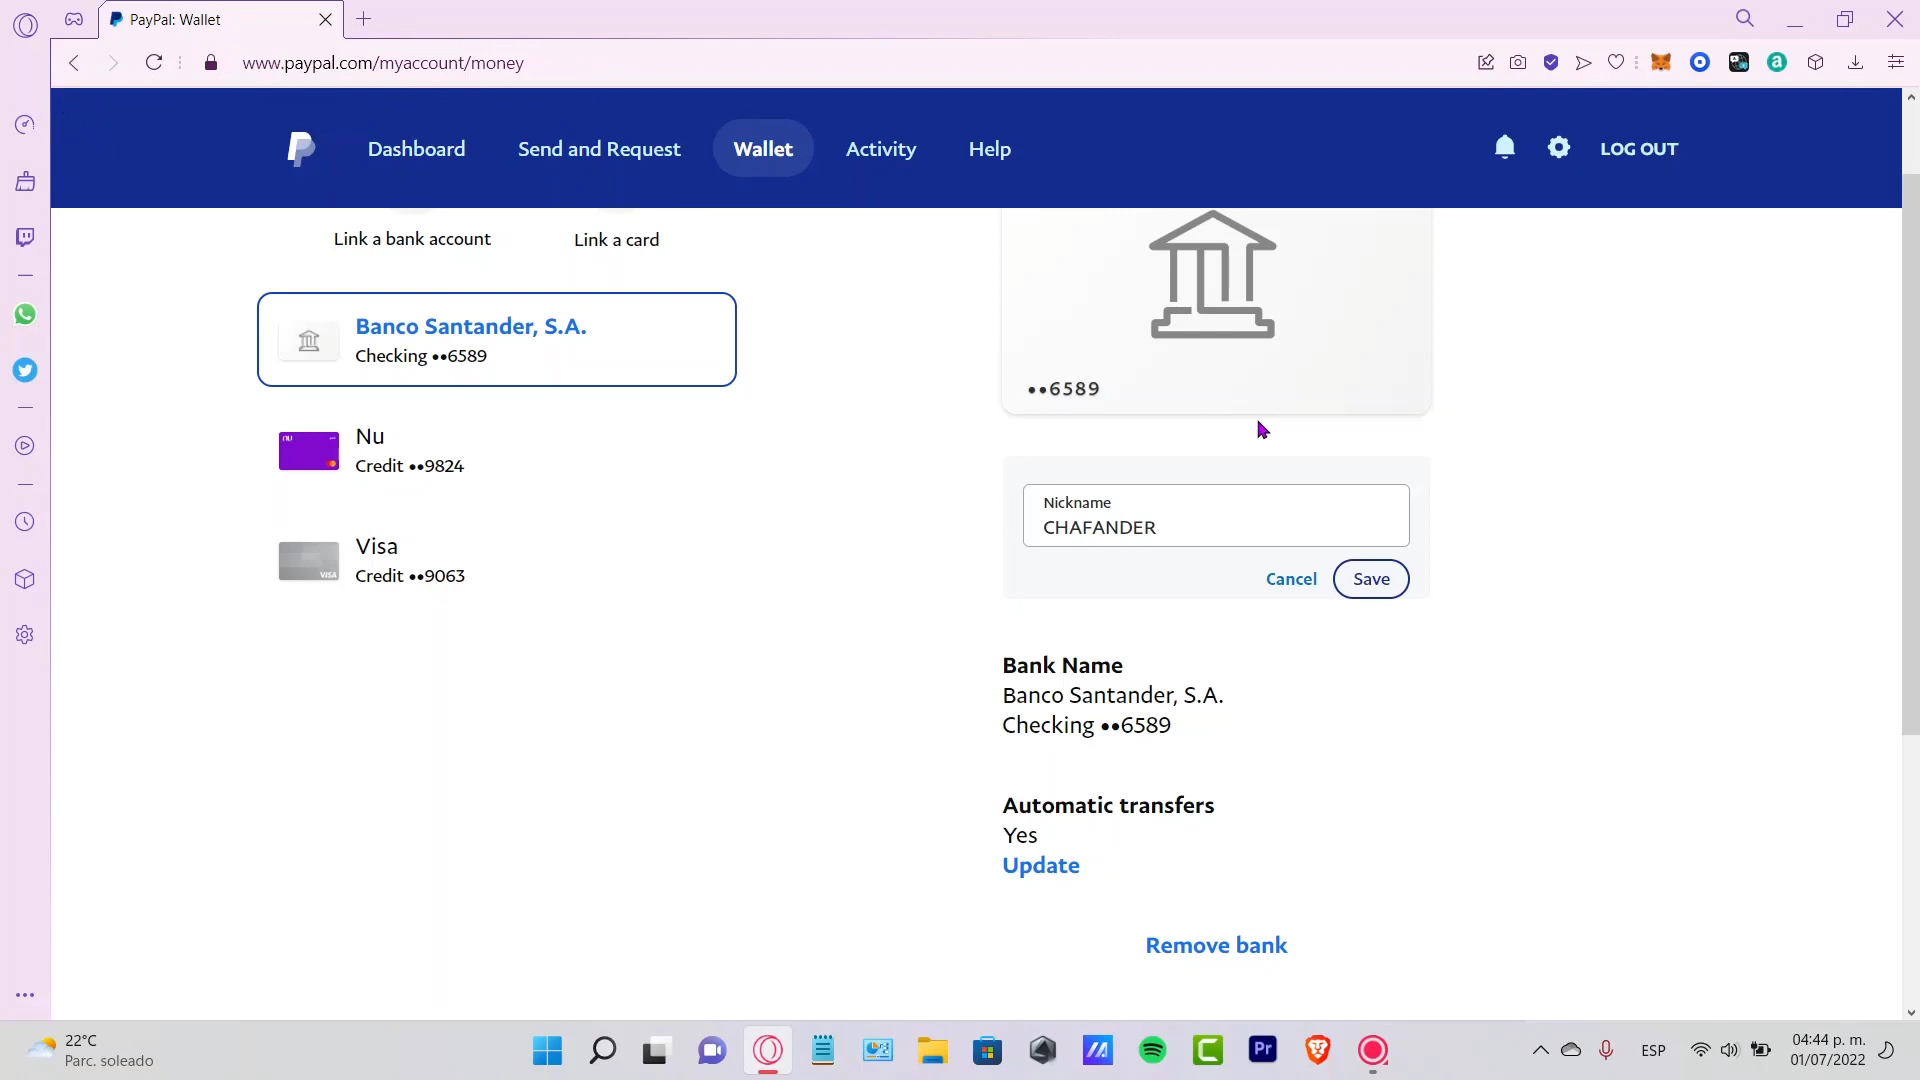 PayPal: Wallet
www.paypal.com/myaccount/money
Dashboard
Send and Request
Wallet
Activity
Help
LOG OUT
Link a bank account
Link a card
Banco Santander, S.A.
Checking ••6589
nu
Nu
Credit ••9824
VISA
Visa
Credit ••9063
••6589
Nickname
CHAFANDER
Cancel
Save
Bank Name
Banco Santander, S.A.
Checking ••6589
Automatic transfers
Yes
Update
Remove bank
22°C
Parc. soleado
Pr
ESP
04:44 p. m.
01/07/2022